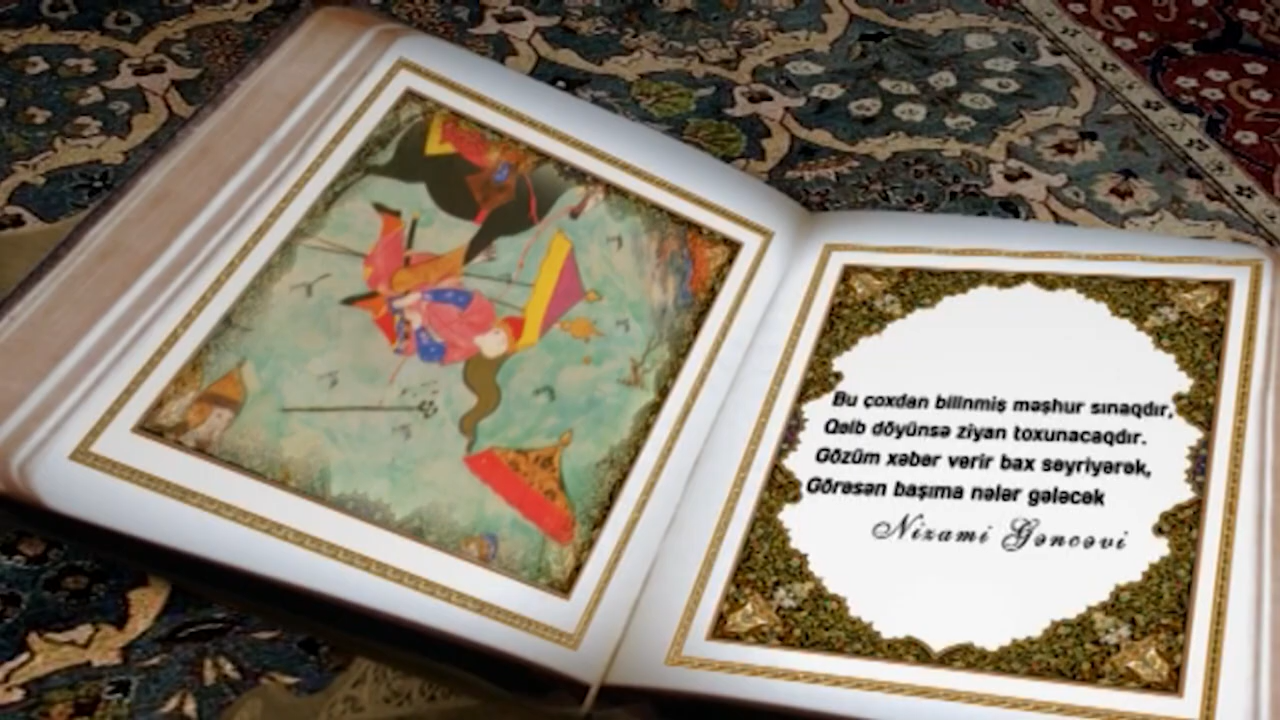 Bu çoxdan bilinmiş məşhur sınaqdır,
Qəlb döyünsə ziyan toxunacaqdır.
Gözüm xəbər verir bax səyriyərək,
Görəsən başıma nələr gələcək
Nizami Gəncəvi